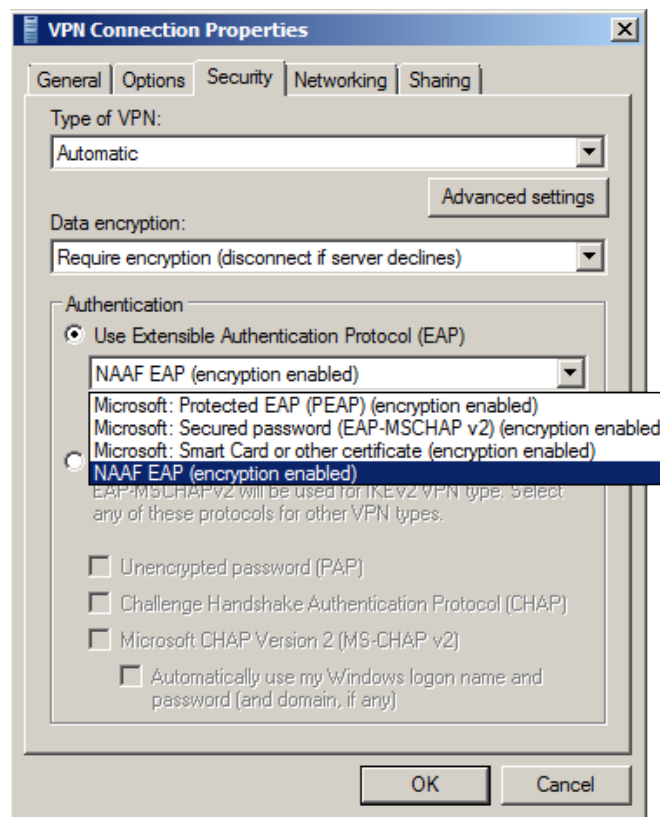 VPN Connection Properties
General Options Security Networking Sharing
Type of VPN:
Automatic
Advanced settings
Data encryption:
Require encryption (disconnect if server declines)
Authentication
Use Extensible Authentication Protocol (EAP)
NAAF EAP (encryption enabled)
Microsoft: Protected EAP (PEAP) (encryption enabled)
Microsoft: Secured password (EAP-MSCHAP v2) (encryption enabled
Microsoft: Smart Card or other certificate (encryption enabled)
NAAF EAP (encryption enabled)
EAP-MSCHAPv2 will be used for IKEv2 VPN type. Select
any of these protocols for other VPN types.
Unencrypted password (PAP)
Challenge Handshake Authentication Protocol (CHAP)
Microsoft CHAP Version 2 (MS-CHAP v2)
Automatically use my Windows logon name and
password (and domain, if any)
OK Cancel